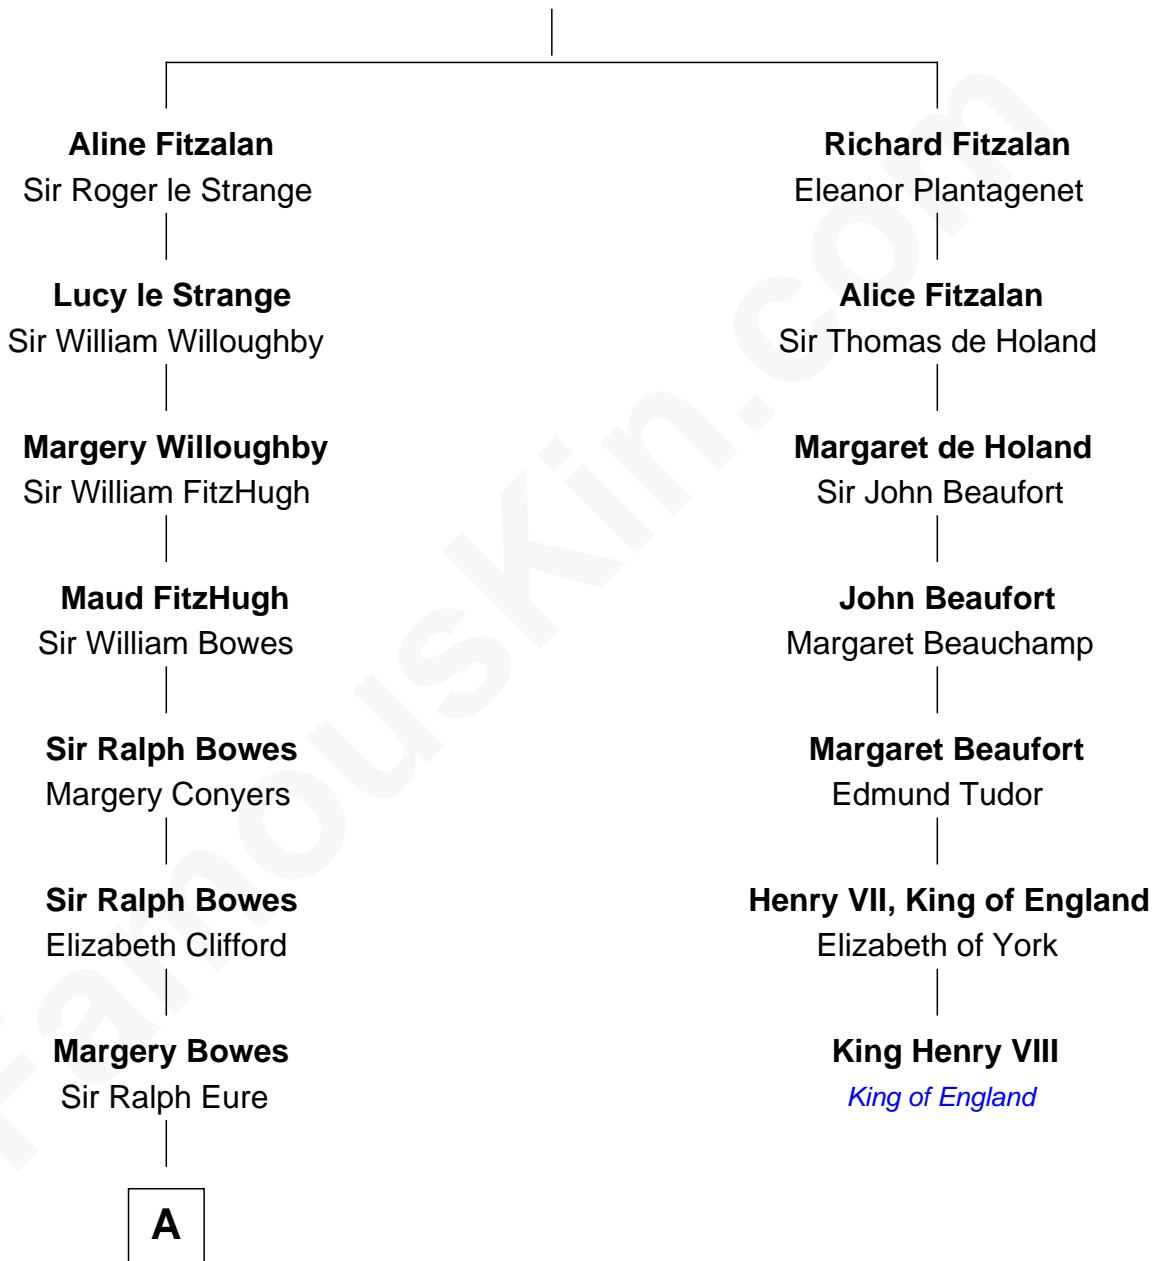 Aline Fitzalan
Sir Roger le Strange
Richard Fitzalan
Eleanor Plantagenet
Lucy le Strange
Sir William Willoughby
Alice Fitzalan
Sir Thomas de Holand
Margery Willoughby
Sir William FitzHugh
Margaret de Holand
Sir John Beaufort
Maud FitzHugh
Sir William Bowes
John Beaufort
Margaret Beauchamp
Sir Ralph Bowes
Margery Conyers
Margaret Beaufort
Edmund Tudor
Sir Ralph Bowes
Elizabeth Clifford
Henry VII, King of England
Elizabeth of York
Margery Bowes
Sir Ralph Eure
King Henry VIII
King of England
A
FamousKin.com